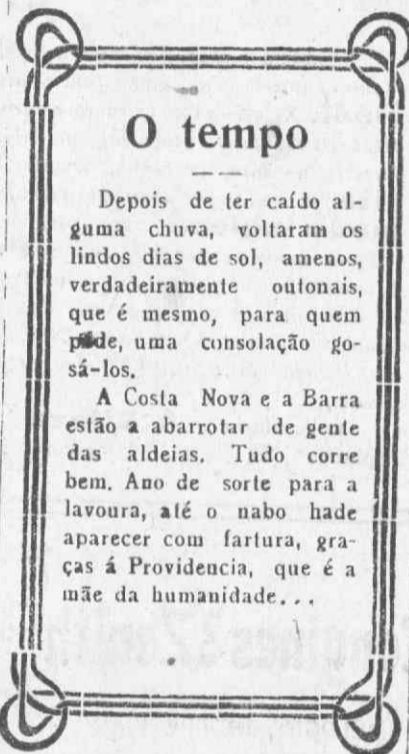 O tempo
Depois de ter caído al-
guma chuva, voltaram os
lindos dias de sol, amenos,
verdadeiramente outonais,
que é mesmo, para quem
pode, uma consolação go-
sá-los.
A Costa Nova e a Barra
estão a abarrotar de gente
das aldeias. Tudo corre
bem. Ano de sorte para a
lavoura, até o nabo hade
aparecer com fartura, gra-
ças á Providencia, que é a
mãe da humanidade...